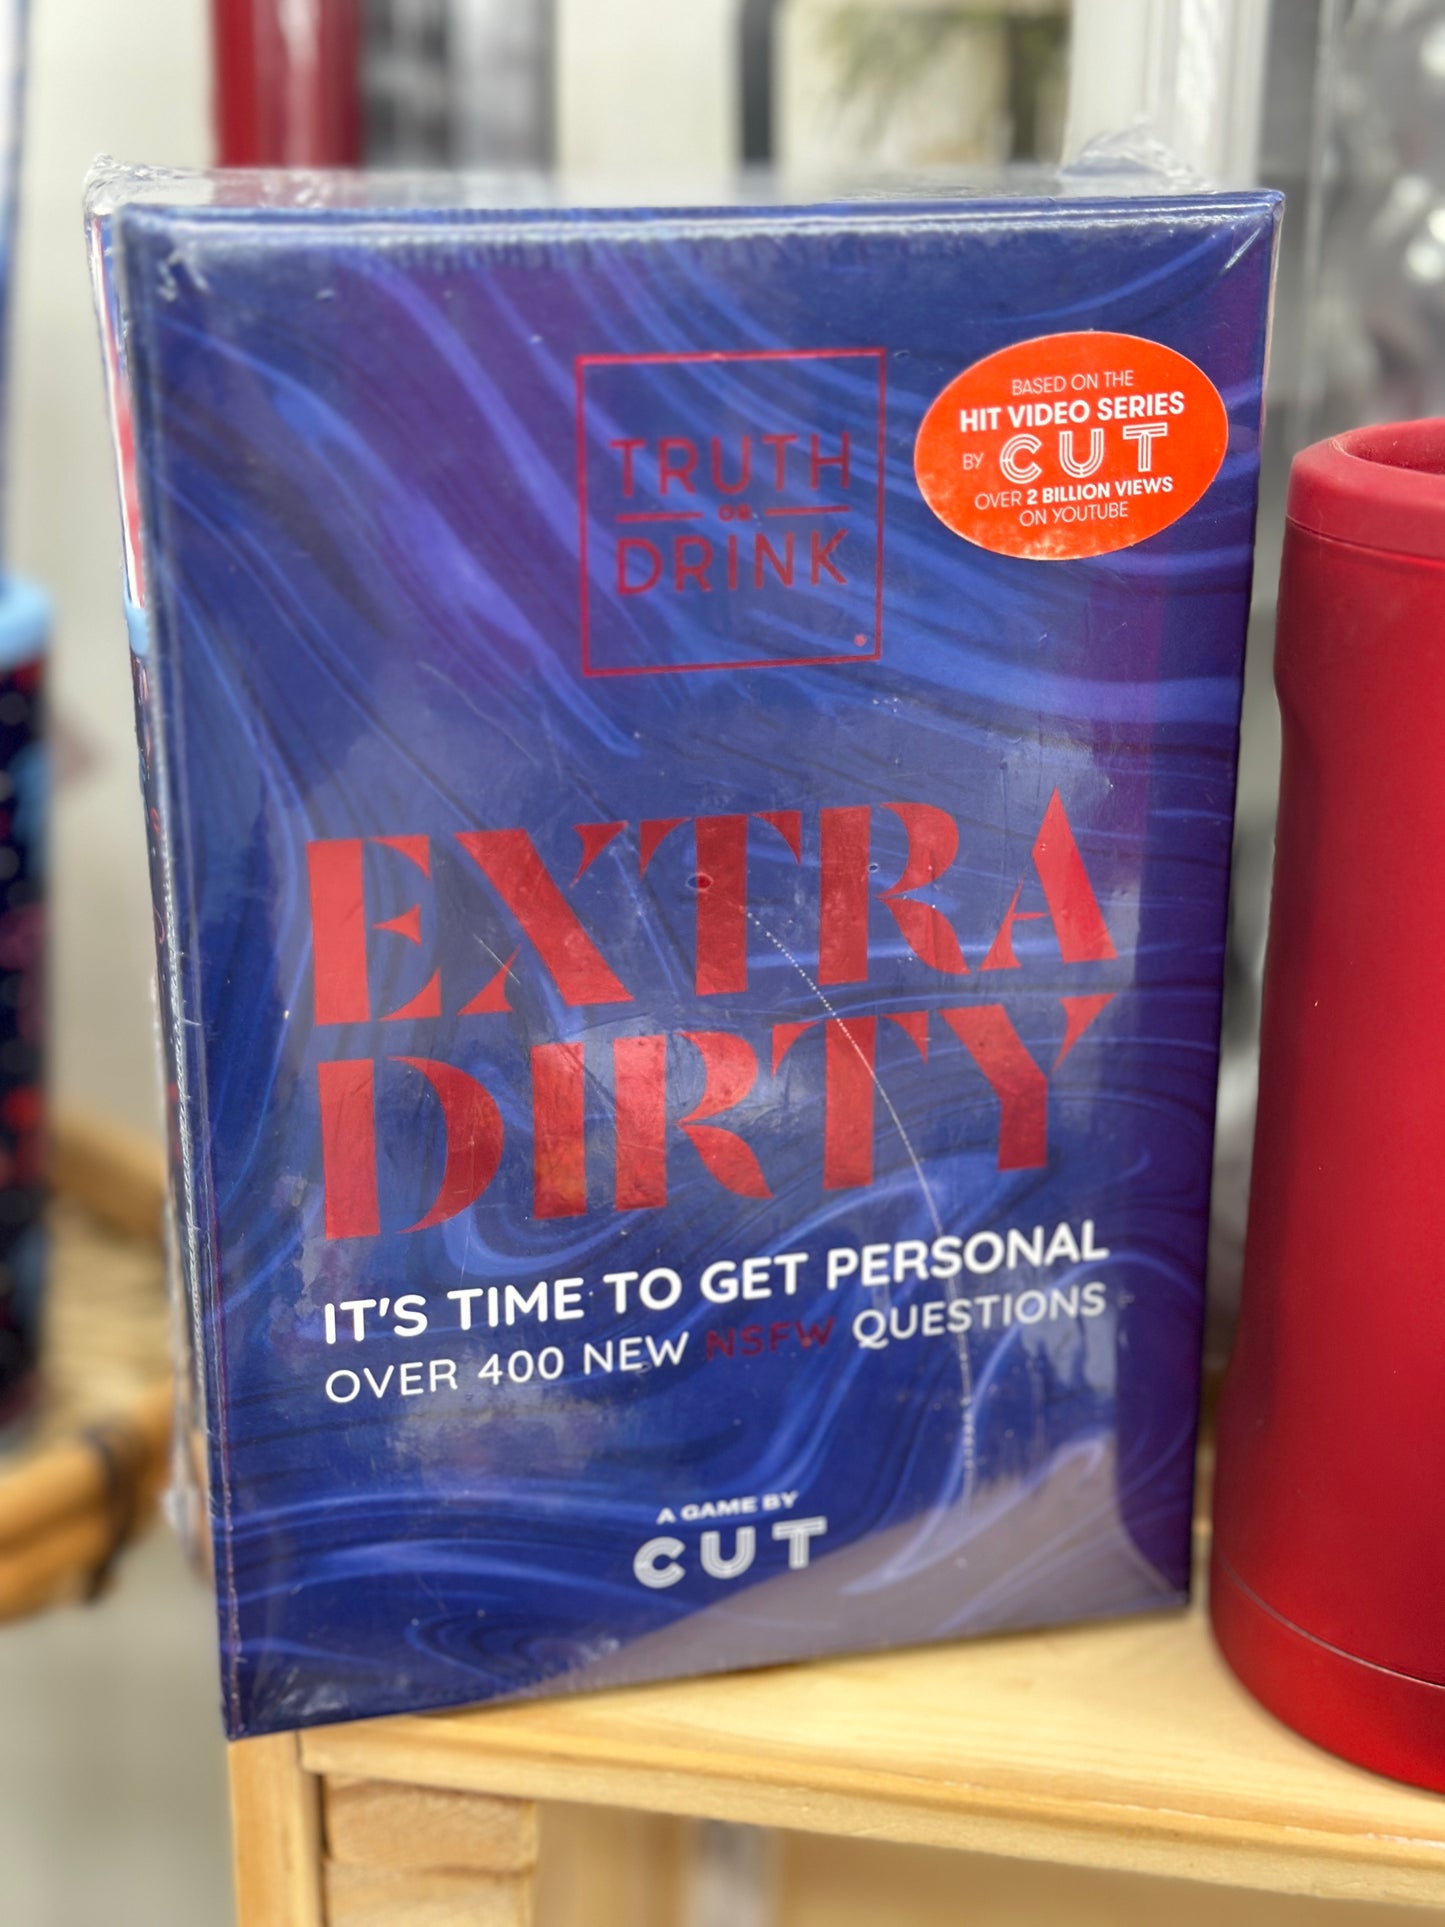 TRUTH
OR
DRINK
BASED ON THE
HIT VIDEO SERIES
BY CUT
OVER 2 BILLION VIEWS
ON YOUTUBE
EXTRA
DIRTY
IT'S TIME TO GET PERSONAL
OVER 400 NEW NSFW QUESTIONS
A GAME BY
CUT